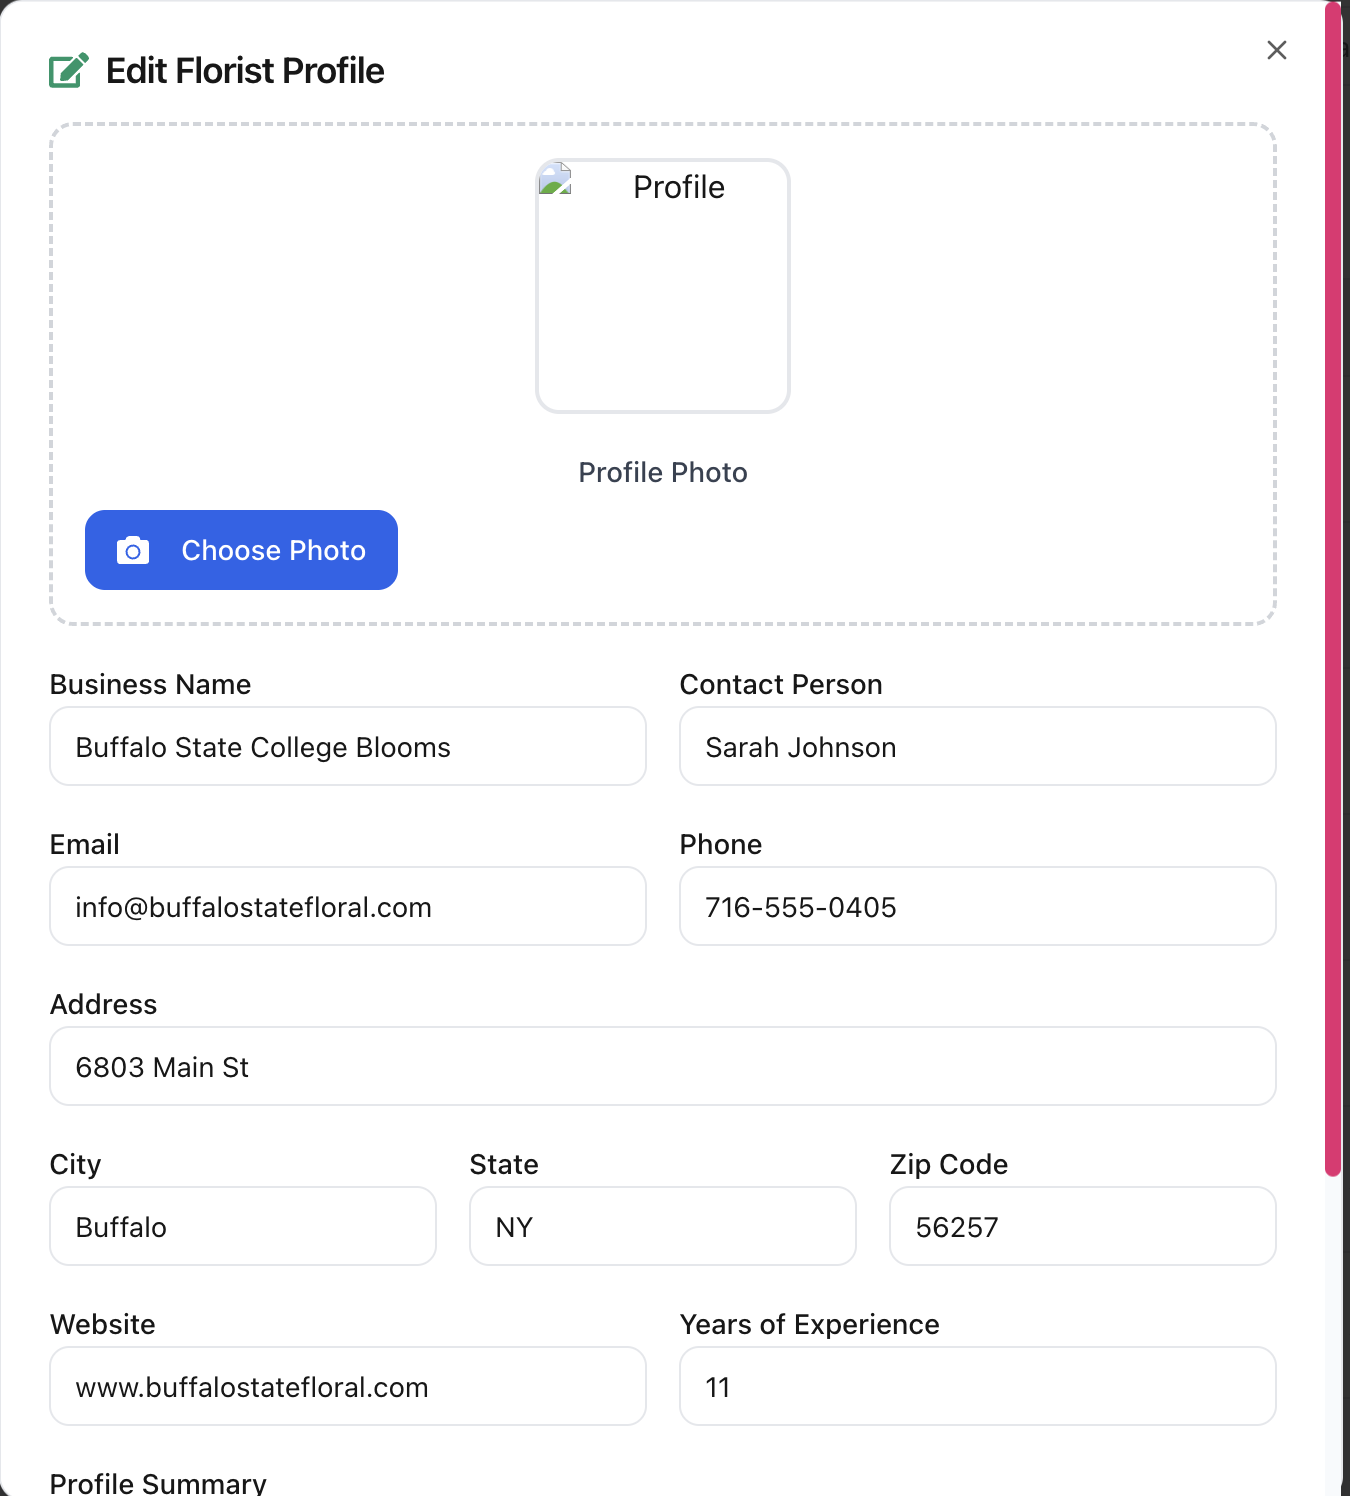 Edit Florist Profile
Profile
Profile Photo
Choose Photo
Business Name
Contact Person
Buffalo State College Blooms
Sarah Johnson
Email
Phone
info@buffalostatefloral.com
716-555-0405
Address
6803 Main St
City
State
Zip Code
Buffalo
NY
56257
Website
Years of Experience
www.buffalostatefloral.com
11
Profile Summary